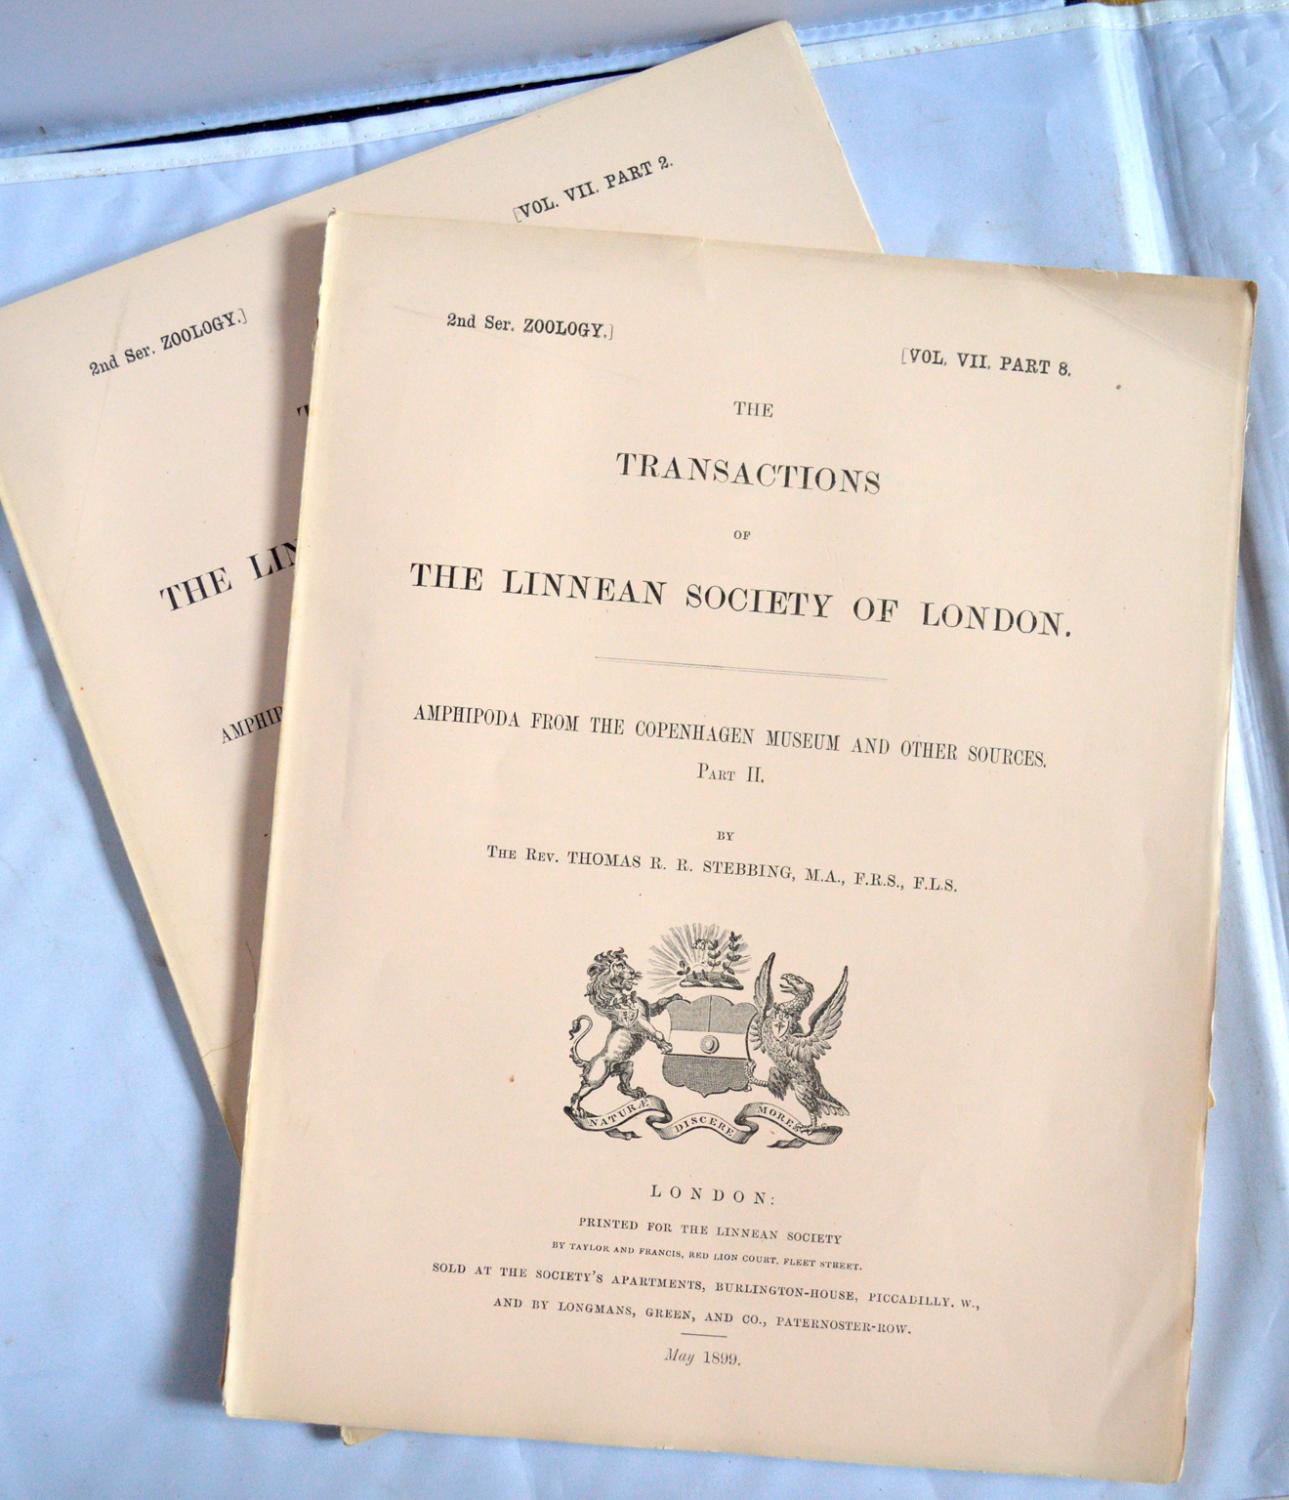 [VOL. VII. PART 2.
2nd Ser. ZOOLOGY.]
THE LIN
AMPHIP
2nd Ser. ZOOLOGY.]
[VOL. VII. PART 8.
THE
TRANSACTIONS
OF
THE LINNEAN SOCIETY OF LONDON.
AMPHIPODA FROM THE COPENHAGEN MUSEUM AND OTHER SOURCES.
PART II.
BY
THE REV. THOMAS R. R. STEBBING, M.A., F.R.S., F.L.S.
NATURÆ DISCERE MORES
LONDON:
PRINTED FOR THE LINNEAN SOCIETY
BY TAYLOR AND FRANCIS, RED LION COURT, FLEET STREET.
SOLD AT THE SOCIETY'S APARTMENTS, BURLINGTON-HOUSE, PICCADILLY, W.,
AND BY LONGMANS, GREEN, AND CO., PATERNOSTER-ROW.
May 1899.